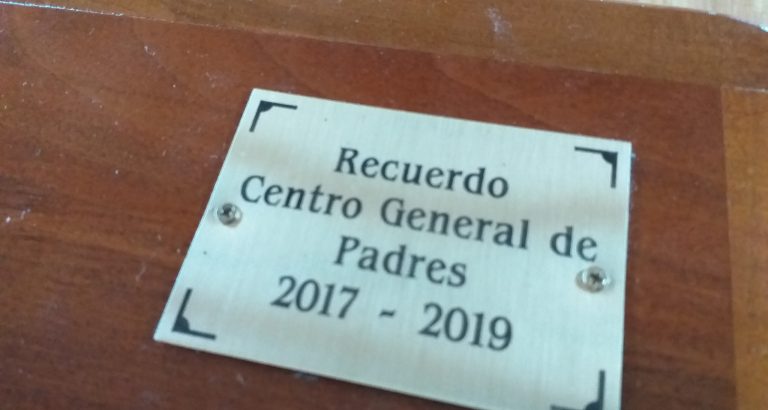 Recuerdo
Centro General de
Padres
2017 - 2019